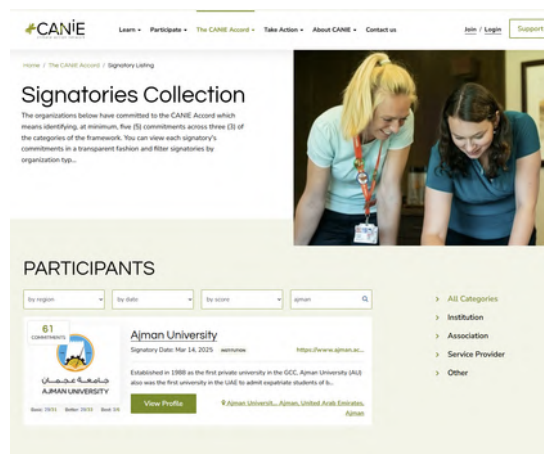 CANIE
Learn Participate The CANIE Accord Take Action About CANIE Contact us Join / Login Support
Home / The CANIE Accord / Signatory Listing
Signatories Collection
The organizations below have committed to the CANIE Accord which
means identifying, at minimum, five (5) commitments across three (3) of
the categories of the framework. You can view each signatory's
commitments in a transparent fashion and filter signatories by
organization typ...
PARTICIPANTS
by region by date by score ajman
61
COMMITMENTS
جامعة عجمان
AJMAN UNIVERSITY
Ajman University
Signatory Date: Mar 14, 2025 INSTITUTION https://www.ajman.ac...
Established in 1988 as the first private university in the GCC, Ajman University (AU)
also was the first university in the UAE to admit expatriate students of b...
View Profile
Ajman Universit... Ajman, United Arab Emirates,
Ajman
> All Categories
> Institution
> Association
> Service Provider
> Other